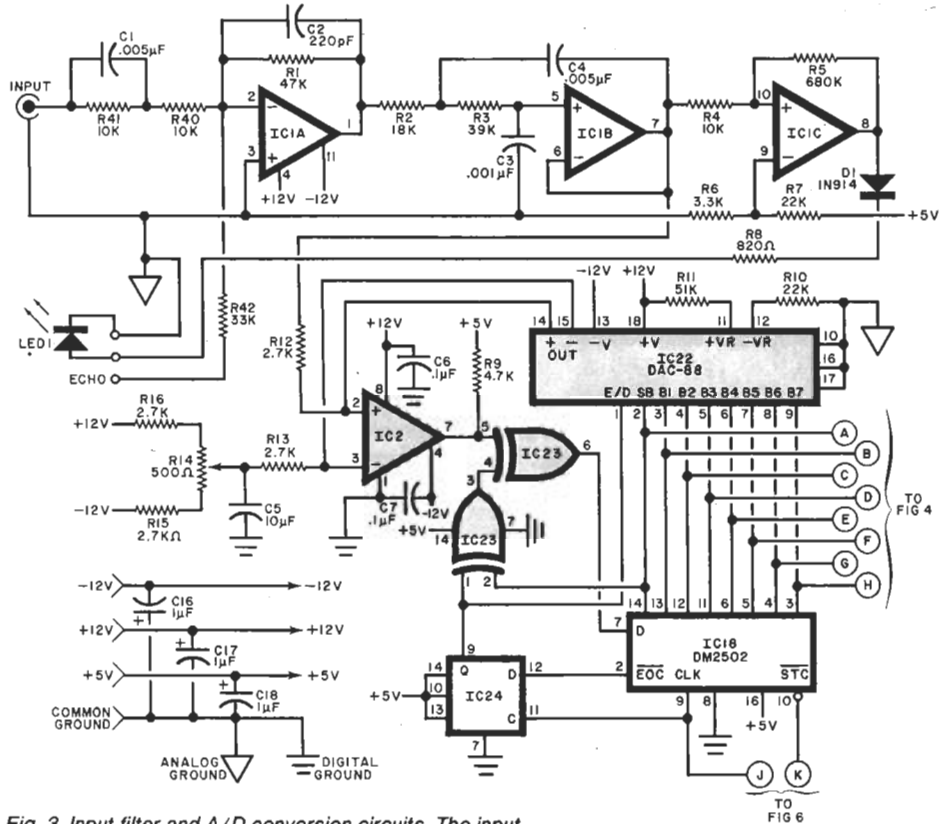 C1
.005μF
C2
220pF
R1
47K
C4
.005μF
R5
680K
INPUT
R41
10K
R40
10K
2
3
4
11
1
IC1A
+12V
-12V
R2
18K
R3
39K
C3
.001μF
5
6
7
IC1B
R4
10K
10
9
8
IC1C
D1
1N914
R6
3.3K
R7
22K
+5V
R8
820Ω
LED1
ECHO
R42
33K
R12
2.7K
-12V
+12V
R11
51K
R10
22K
14
15
13
18
11
12
+
-
-V
+V
+VR
-VR
OUT
IC22
DAC-88
10
16
17
E/D
SB
B1
B2
B3
B4
B5
B6
B7
1
2
3
4
5
6
7
8
9
+12V
C6
.1μF
+5V
R9
4.7K
8
2
3
7
4
1
IC2
C7
.1μF
-12V
5
4
6
IC23
3
+5V
14
7
IC23
1
2
R16
2.7K
+12V
R14
500Ω
R13
2.7K
-12V
R15
2.7KΩ
C5
10μF
A
B
C
D
E
F
G
H
TO
FIG 4
-12V
C16
1μF
-12V
+12V
C17
1μF
+12V
+5V
C18
1μF
+5V
COMMON
GROUND
ANALOG
GROUND
DIGITAL
GROUND
9
14
10
13
+5V
Q
D
C
IC24
12
11
7
14
13
12
11
6
5
4
3
7
D
IC18
DM2502
2
EOC
CLK
STC
9
8
16
10
+5V
J
K
TO
FIG 6
Fig. 3. Input filter and A/D conversion circuits. The input